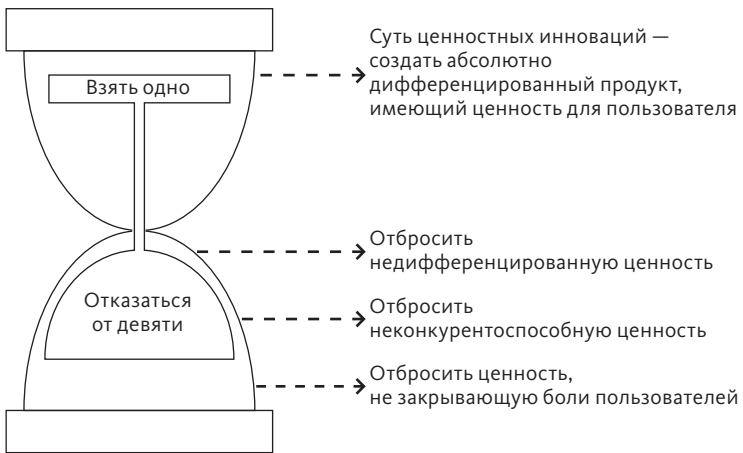 Суть ценностных инноваций —
создать абсолютно
дифференцированный продукт,
имеющий ценность для пользователя
Взять одно
Отбросить
недифференцированную ценность
Отказаться
от девяти
Отбросить
неконкурентоспособную ценность
Отбросить ценность,
не закрывающую боли пользователей